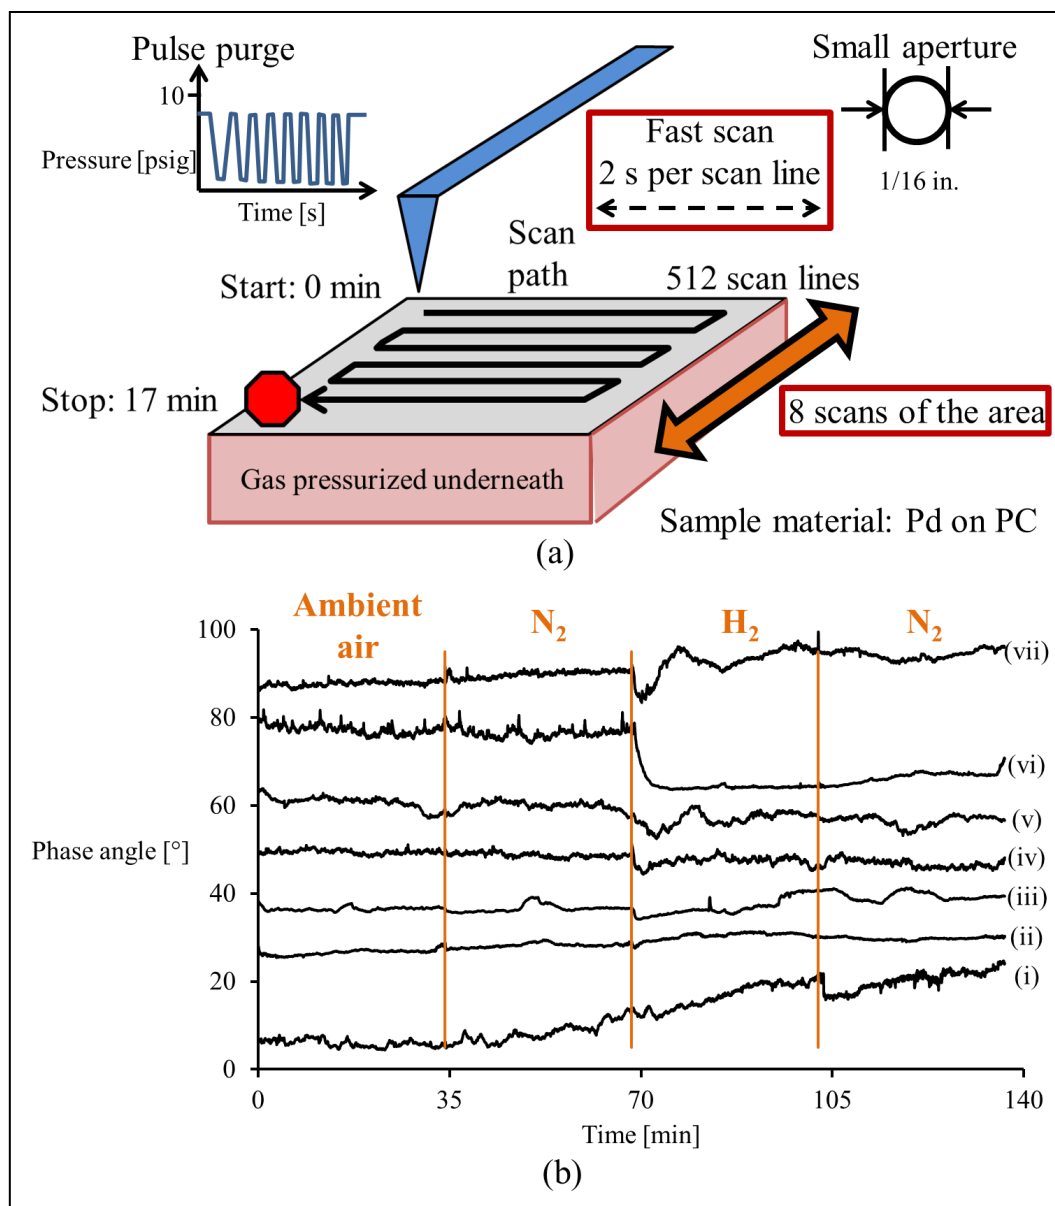 Pulse purge
10
Pressure [psig]
Time [s]
Small aperture
1/16 in.
Fast scan
2 s per scan line
Scan
path
Start: 0 min
512 scan lines
Stop: 17 min
8 scans of the area
Gas pressurized underneath
Sample material: Pd on PC
(a)
Ambient
air
N₂
H₂
N₂
100
80
60
40
20
0
Phase angle [°]
(vii)
(vi)
(v)
(iv)
(iii)
(ii)
(i)
0
35
70
105
140
Time [min]
(b)